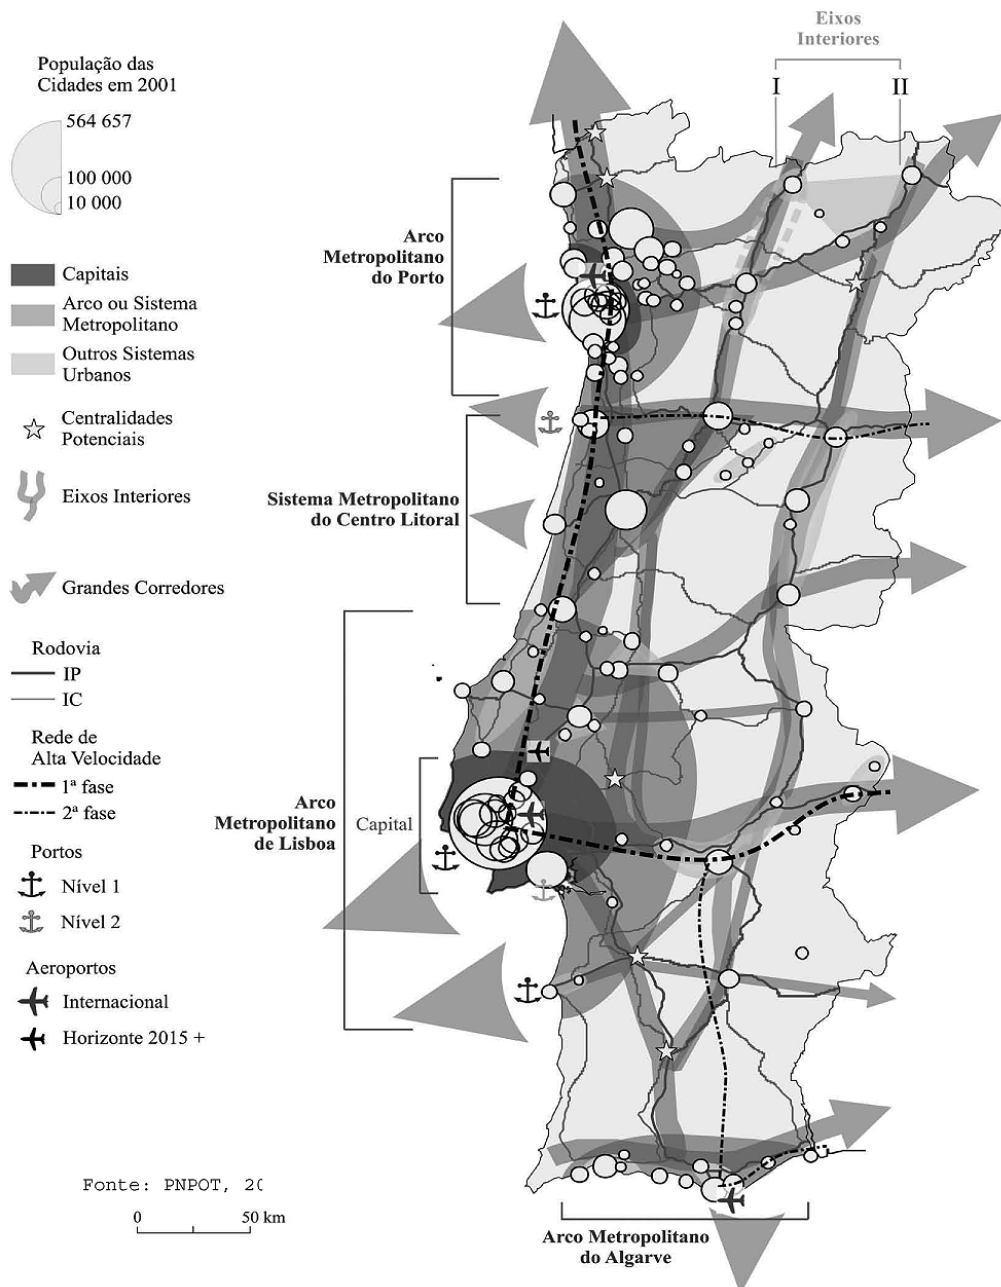 Eixos
Interiores
I II
População das
Cidades em 2001
564 657
100 000
10 000
Capitais
Arco ou Sistema
Metropolitano
Outros Sistemas
Urbanos
Centralidades
Potenciais
Eixos Interiores
Grandes Corredores
Rodovia
IP
IC
Rede de
Alta Velocidade
1ª fase
2ª fase
Portos
Nível 1
Nível 2
Aeroportos
Internacional
Horizonte 2015 +
Arco
Metropolitano
do Porto
Sistema Metropolitano
do Centro Litoral
Arco
Metropolitano
de Lisboa
Capital
Arco Metropolitano
do Algarve
Fonte: PNPOT,
0 50 km